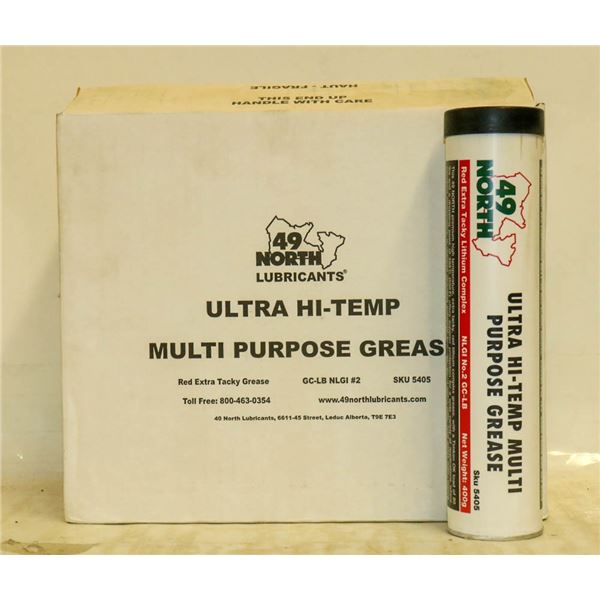 HAUT - FRAGILE
THIS END UP
HANDLE WITH CARE
49
NORTH
LUBRICANTS®
ULTRA HI-TEMP
MULTI PURPOSE GREAS
Red Extra Tacky Grease GC-LB NLGI #2 SKU 5405
Toll Free: 800-463-0354 www.49northlubricants.com
40 North Lubricants, 6611-45 Street, Leduc Alberta, T9E 7E3
49
NORTH
ULTRA HI-TEMP MULTI
PURPOSE GREASE
Sku 5405
Red Extra Tacky Lithium Complex NLGI No.2 GC-LB Net Weight: 400g